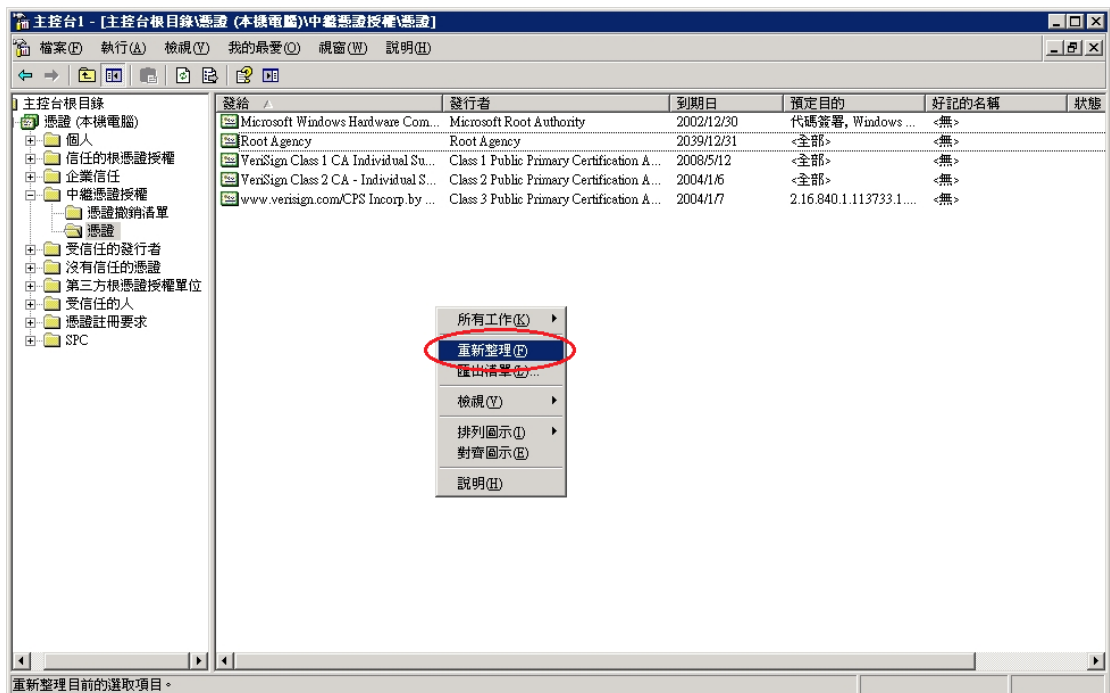 主控台1 - [主控台根目錄\憑證 (本機電腦)\中繼憑證授權\憑證]
檔案(F) 執行(A) 檢視(V) 我的最愛(O) 視窗(W) 說明(H)
主控台根目錄
憑證 (本機電腦)
個人
信任的根憑證授權
企業信任
中繼憑證授權
憑證撤銷清單
憑證
受信任的發行者
沒有信任的憑證
第三方根憑證授權單位
受信任的人
憑證註冊要求
SPC
發給 發行者 到期日 預定目的 好記的名稱 狀態
Microsoft Windows Hardware Com... Microsoft Root Authority 2002/12/30 代碼簽署, Windows ... <無>
Root Agency Root Agency 2039/12/31 <全部> <無>
VeriSign Class 1 CA Individual Su... Class 1 Public Primary Certification A... 2008/5/12 <全部> <無>
VeriSign Class 2 CA - Individual S... Class 2 Public Primary Certification A... 2004/1/6 <全部> <無>
www.verisign.com/CPS Incorp.by ... Class 3 Public Primary Certification A... 2004/1/7 2.16.840.1.113733.1.... <無>
所有工作(K)
重新整理(F)
匯出清單(L)...
檢視(V)
排列圖示(I)
對齊圖示(E)
說明(H)
重新整理目前的選取項目。